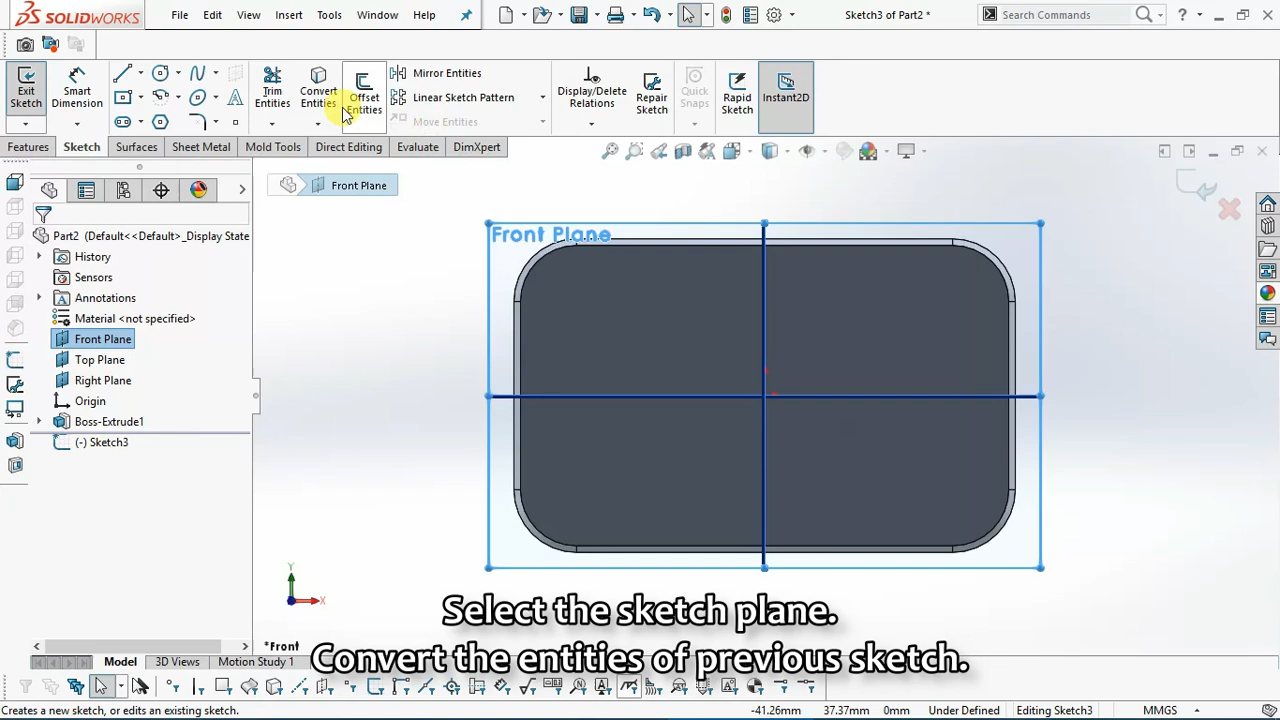 SOLIDWORKS
File
Edit
View
Insert
Tools
Window
Help
Sketch3 of Part2 *
Search Commands
?
Exit Sketch
Smart Dimension
Trim Entities
Convert Entities
Offset Entities
Mirror Entities
Linear Sketch Pattern
Move Entities
Display/Delete Relations
Repair Sketch
Quick Snaps
Rapid Sketch
Instant2D
Features
Sketch
Surfaces
Sheet Metal
Mold Tools
Direct Editing
Evaluate
DimXpert
Front Plane
Part2 (Default<<Default>_Display State
History
Sensors
Annotations
Material <not specified>
Front Plane
Top Plane
Right Plane
Origin
Boss-Extrude1
(-) Sketch3
Front Plane
Y
X
*Front
Select the sketch plane.
Convert the entities of previous sketch.
Model
3D Views
Motion Study 1
Creates a new sketch, or edits an existing sketch.
-41.26mm
37.37mm
0mm
Under Defined
Editing Sketch3
MMGS